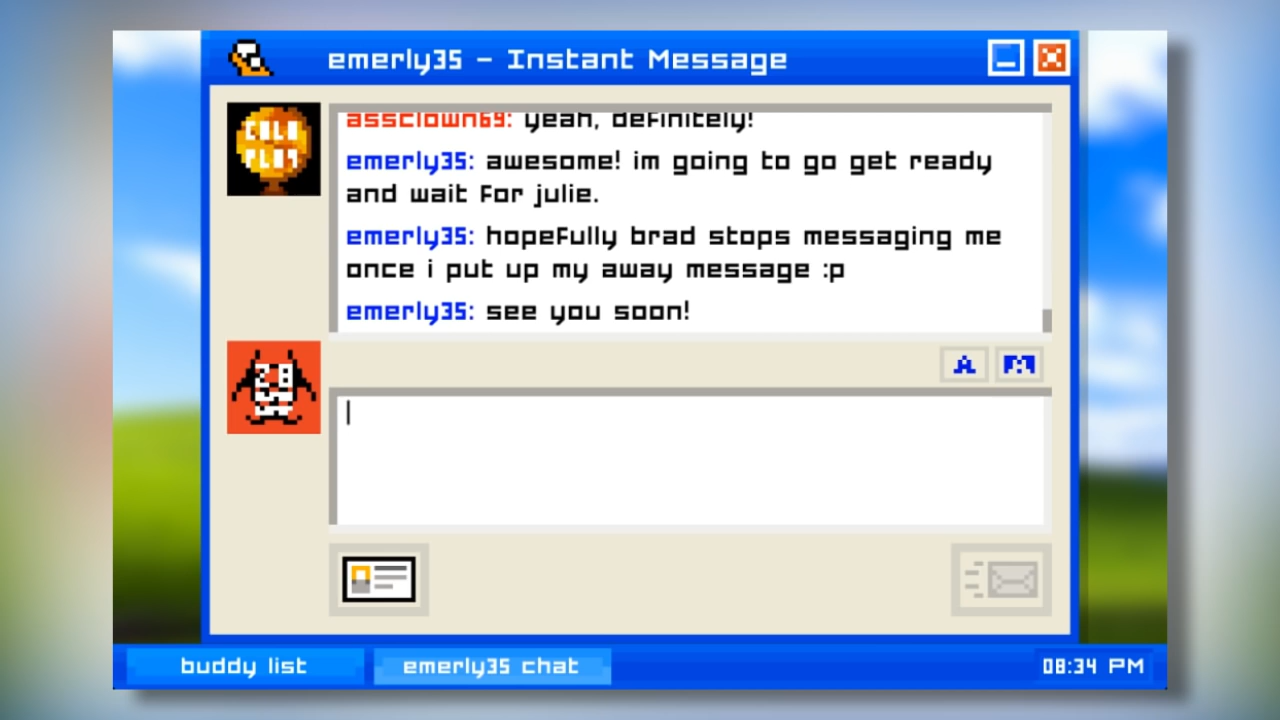 emerly35 - Instant Message
COLD
PLAY
assclown69: yeah, definitely!
emerly35: awesome! im going to go get ready
and wait for julie.
emerly35: hopefully brad stops messaging me
once i put up my away message :p
emerly35: see you soon!
A
buddy list
emerly35 chat
08:34 PM